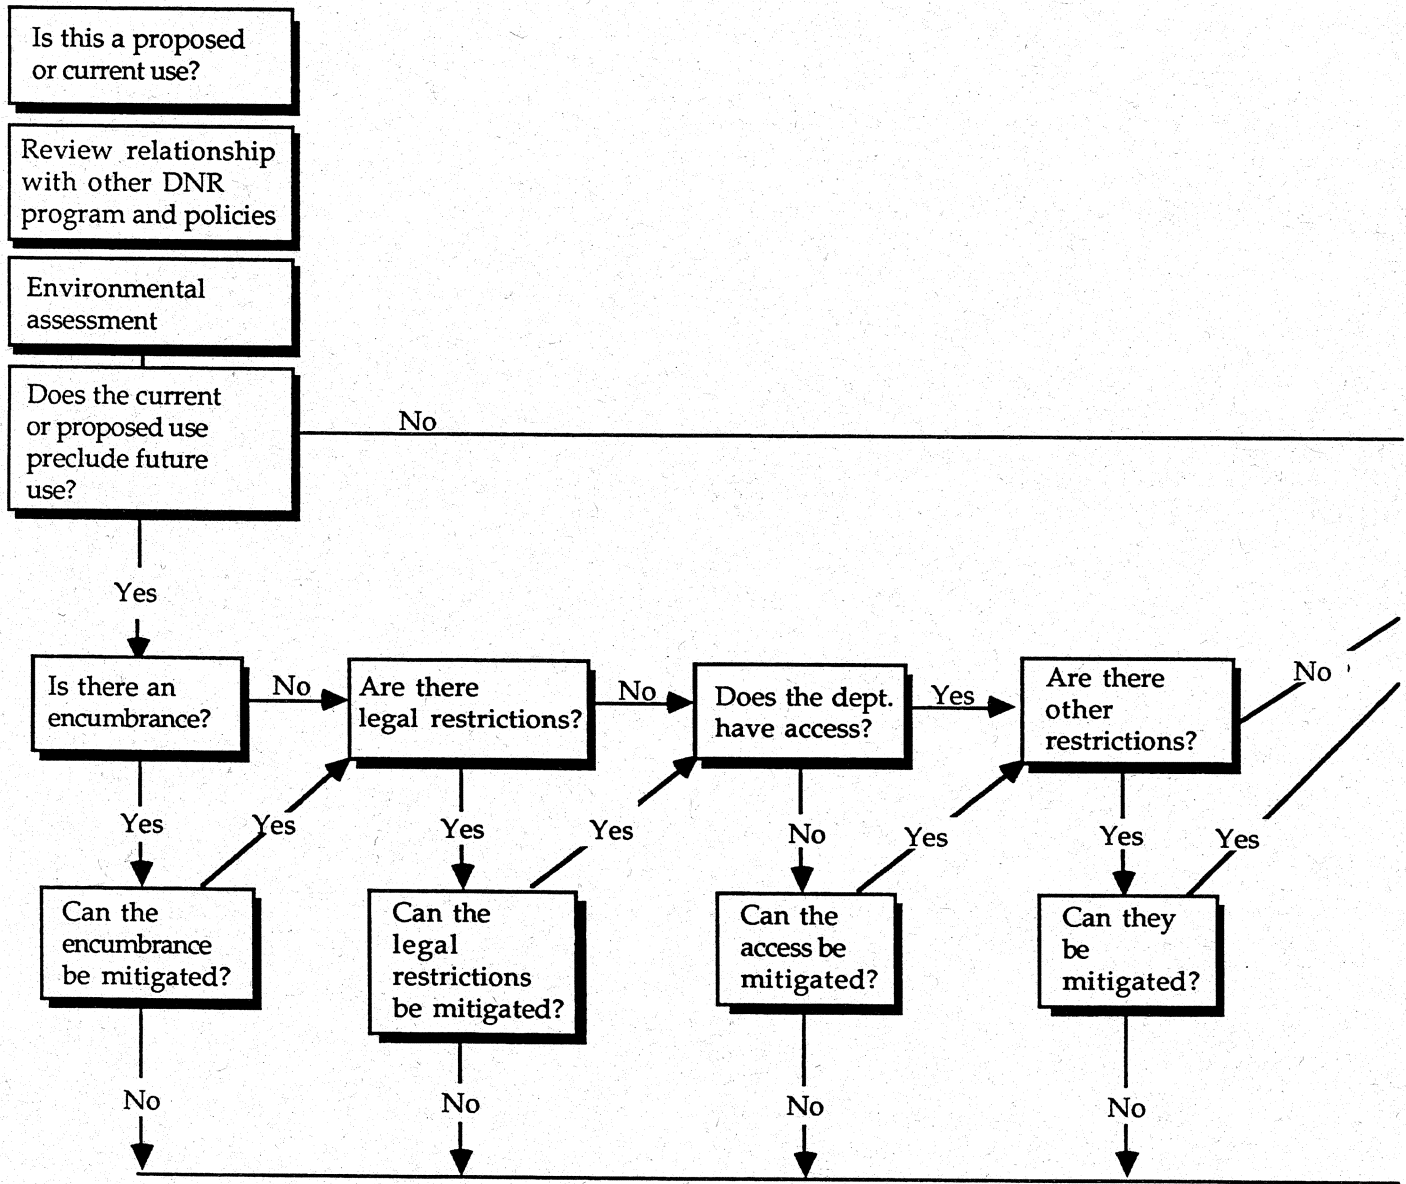 Is this a proposed
or current use?
Review relationship
with other DNR
program and policies
Environmental
assessment
Does the current
or proposed use
preclude future
use?
No
Yes
Is there an
encumbrance?
No
Are there
legal restrictions?
No
Does the dept.
have access?
Yes
Are there
other
restrictions?
No
Yes
Yes
Yes
Yes
No
Yes
Yes
Yes
Can the
encumbrance
be mitigated?
Can the
legal
restrictions
be mitigated?
Can the
access be
mitigated?
Can they
be
mitigated?
No
No
No
No